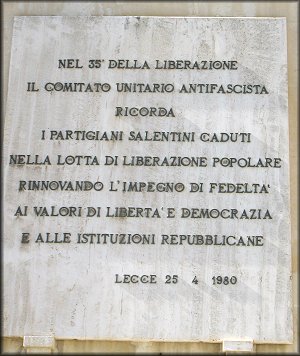 NEL 35° DELLA LIBERAZIONE
IL COMITATO UNITARIO ANTIFASCISTA
RICORDA
I PARTIGIANI SALENTINI CADUTI
NELLA LOTTA DI LIBERAZIONE POPOLARE
RINNOVANDO L'IMPEGNO DI FEDELTA'
AI VALORI DI LIBERTA' E DEMOCRAZIA
E ALLE ISTITUZIONI REPUBBLICANE
LECCE 25 4 1980